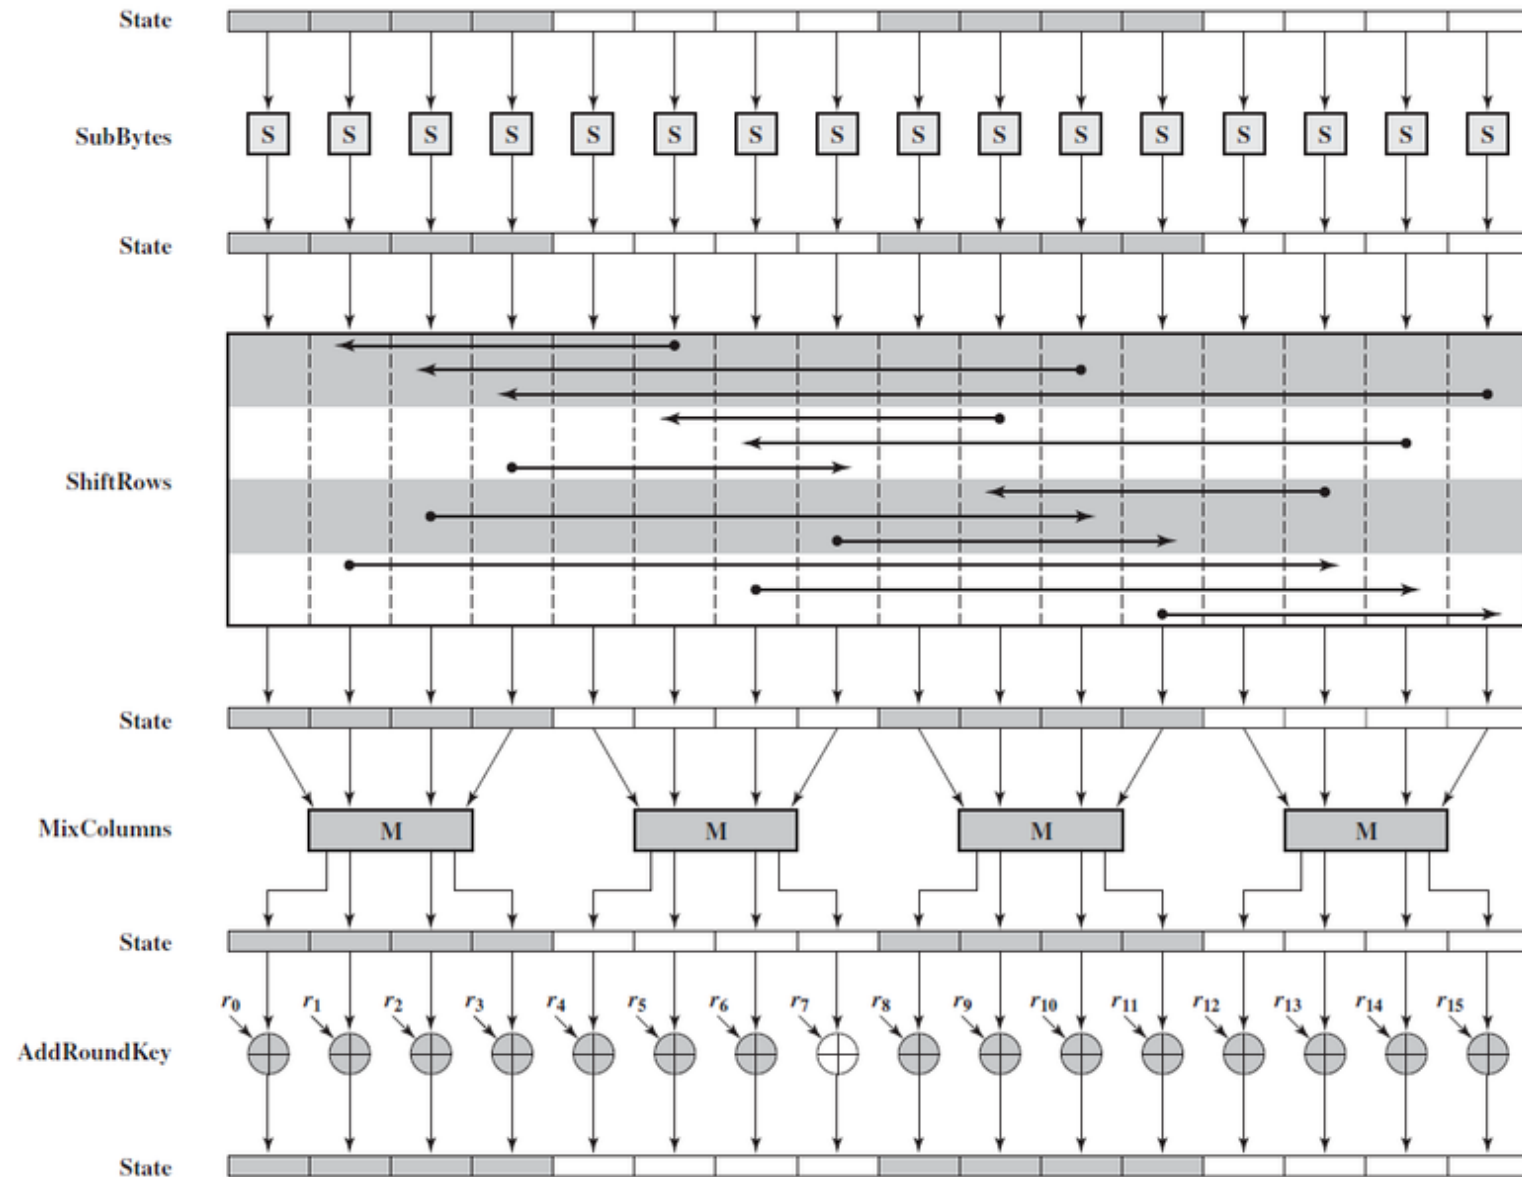 State
SubBytes S S S S S S S S S S S S S S S S
State
ShiftRows
State
MixColumns M M M M
State
r0 r1 r2 r3 r4 r5 r6 r7 r8 r9 r10 r11 r12 r13 r14 r15
AddRoundKey
State